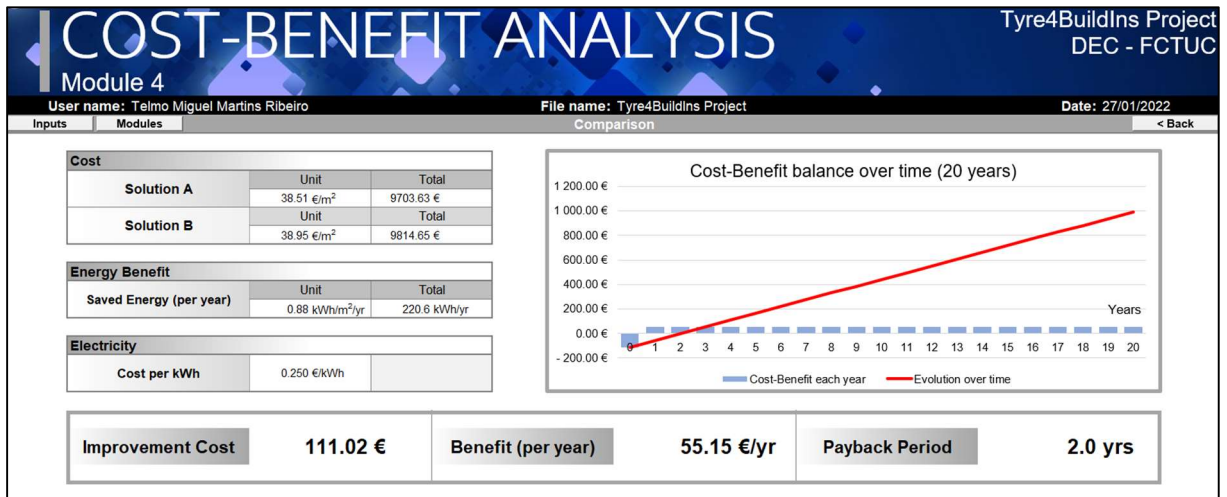 COST-BENEFIT ANALYSIS
Module 4
Tyre4BuildIns Project
DEC - FCTUC
User name: Telmo Miguel Martins Ribeiro File name: Tyre4BuildIns Project Date: 27/01/2022
Inputs Modules Comparison < Back
Cost
Solution A
Unit Total
38.51 €/m² 9703.63 €
Solution B
Unit Total
38.95 €/m² 9814.65 €
Energy Benefit
Saved Energy (per year)
Unit Total
0.88 kWh/m²/yr 220.6 kWh/yr
Electricity
Cost per kWh 0.250 €/kWh
Cost-Benefit balance over time (20 years)
1 200.00 €
1 000.00 €
800.00 €
600.00 €
400.00 €
200.00 €
0.00 €
- 200.00 €
Years
0 1 2 3 4 5 6 7 8 9 10 11 12 13 14 15 16 17 18 19 20
Cost-Benefit each year Evolution over time
Improvement Cost 111.02 € Benefit (per year) 55.15 €/yr Payback Period 2.0 yrs